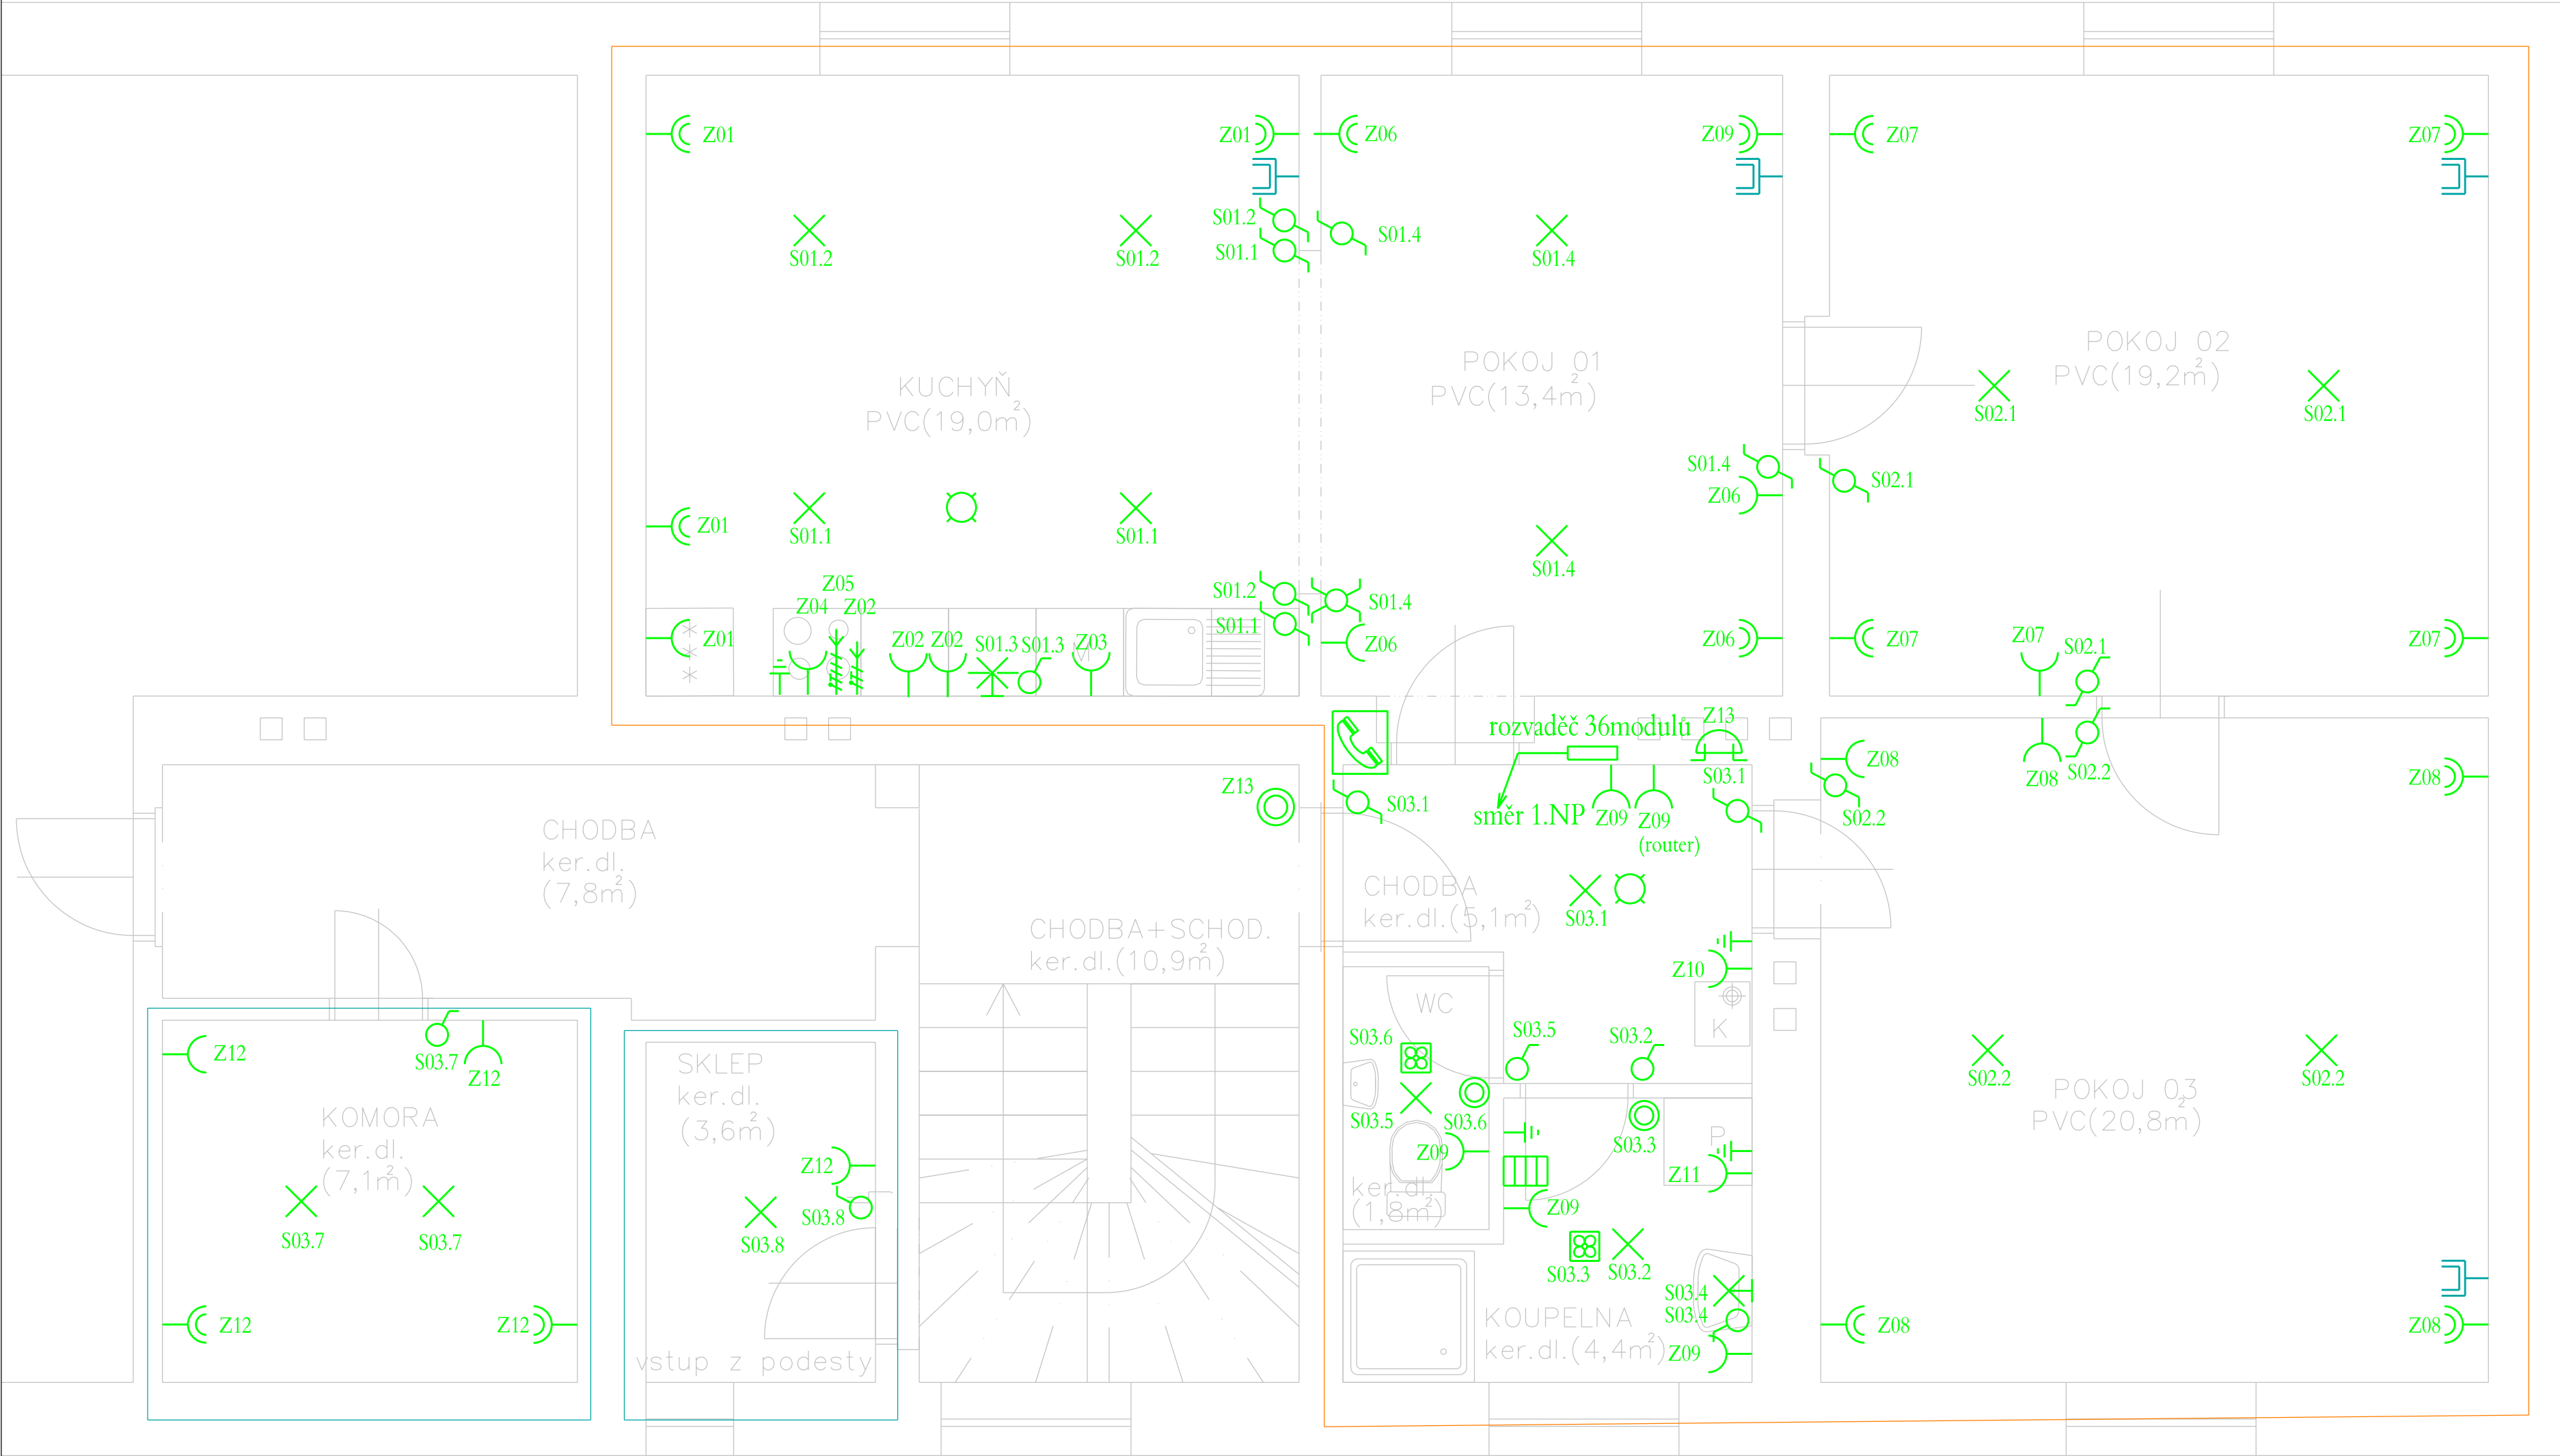 Z01
Z01
Z06
Z09
Z07
Z07
S01.2
S01.1
S01.4
S01.2
S01.2
S01.4
KUCHYŇ
PVC(19,0m²)
POKOJ 01
PVC(13,4m²)
POKOJ 02
PVC(19,2m²)
S02.1
S02.1
S01.4
Z06
S02.1
Z01
S01.1
S01.1
S01.4
Z05
Z04
Z02
S01.2
S01.1
S01.4
Z06
Z01
Z02
Z02
S01.3
S01.3
Z03
M
Z06
Z07
Z07
S02.1
Z07
rozvaděč 36modulů
Z13
S03.1
Z08
Z08
S02.2
Z08
Z13
S03.1
směr 1.NP
Z09
Z09
(router)
S02.2
CHODBA
ker.dl.
(7,8m²)
CHODBA+SCHOD.
ker.dl.(10,9m²)
CHODBA
ker.dl.(5,1m²)
S03.1
Z10
K
WC
S03.6
S03.5
S03.2
S03.5
S03.6
S03.3
P
Z09
Z11
ker.dl.
(1,8m²)
Z09
S03.3
S03.2
S03.4
S03.4
Z09
KOUPELNA
ker.dl.(4,4m²)
S02.2
S02.2
POKOJ 03
PVC(20,8m²)
Z08
Z08
Z12
S03.7
Z12
KOMORA
ker.dl.
(7,1m²)
S03.7
S03.7
Z12
Z12
SKLEP
ker.dl.
(3,6m²)
Z12
S03.8
S03.8
vstup z podesty